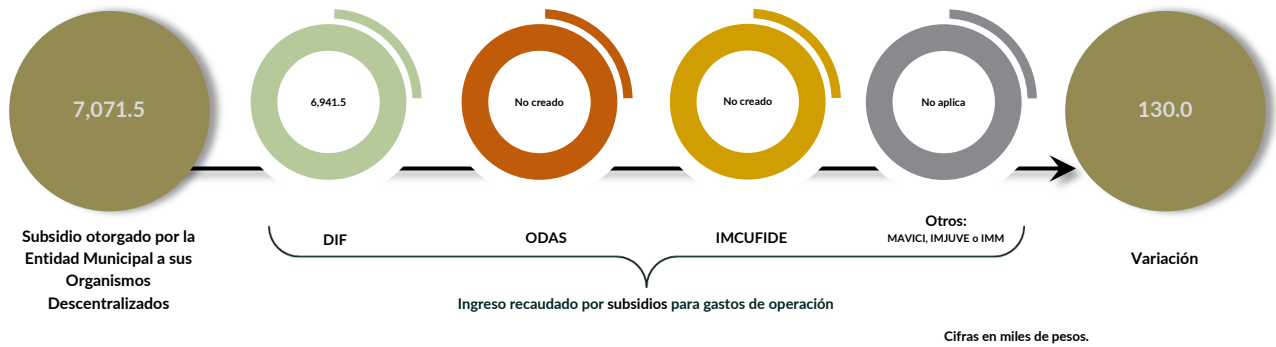 7,071.5
6,941.5
No creado
No creado
No aplica
130.0
Subsidio otorgado por la
Entidad Municipal a sus
Organismos
Descentralizados
DIF
ODAS
IMCUFIDE
Otros:
MAVICI, IMJUVE o IMM
Variación
Ingreso recaudado por subsidios para gastos de operación
Cifras en miles de pesos.